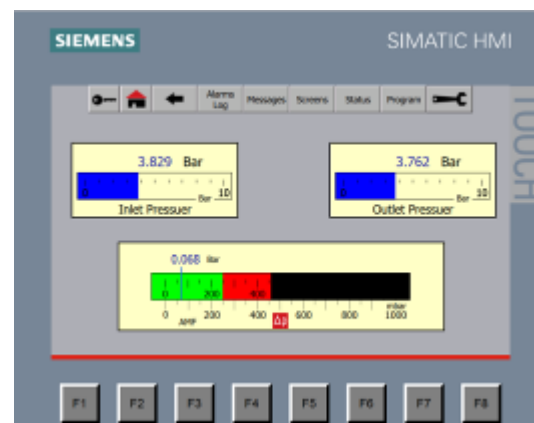 SIEMENS
SIMATIC HMI
TOUCH
Alarms Log Messages Screens Status Program
3.829 Bar
0 Bar 10
Inlet Pressuer
3.762 Bar
0 Bar 10
Outlet Pressuer
0.068 Bar
0 200 400
mbar
0 AMF 200 400 Δp 600 800 1000
F1 F2 F3 F4 F5 F6 F7 F8